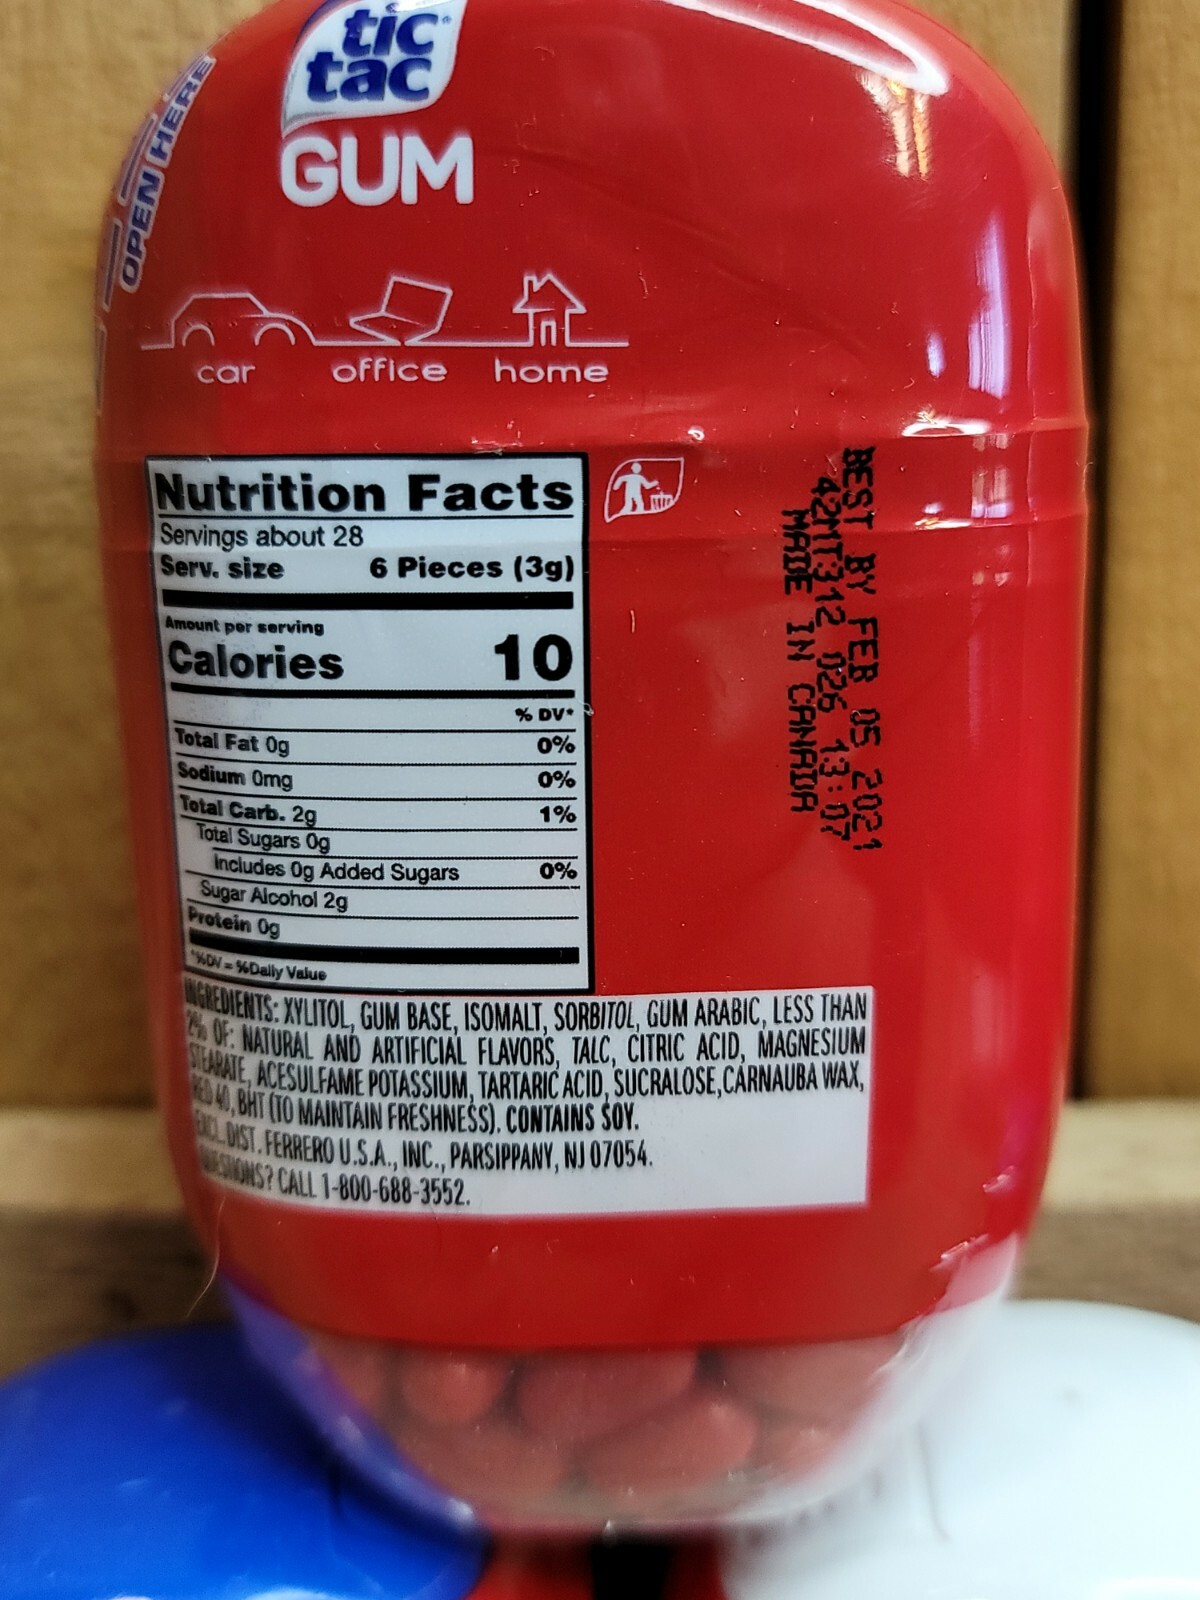 tic
tac
GUM
OPEN HERE
car office home
Nutrition Facts
Servings about 28
Serv. size 6 Pieces (3g)
Amount per serving
Calories 10
% DV*
Total Fat 0g 0%
Sodium 0mg 0%
Total Carb. 2g 1%
Total Sugars 0g
Includes 0g Added Sugars 0%
Sugar Alcohol 2g
Protein 0g
*%DV = %Daily Value
INGREDIENTS: XYLITOL, GUM BASE, ISOMALT, SORBITOL, GUM ARABIC, LESS THAN
2% OF: NATURAL AND ARTIFICIAL FLAVORS, TALC, CITRIC ACID, MAGNESIUM
STEARATE, ACESULFAME POTASSIUM, TARTARIC ACID, SUCRALOSE, CARNAUBA WAX,
RED 40, BHT (TO MAINTAIN FRESHNESS). CONTAINS SOY.
EXCL. DIST. FERRERO U.S.A., INC., PARSIPPANY, NJ 07054.
QUESTIONS? CALL 1-800-688-3552.
BEST BY FEB 05 2021
42MT312 026 13:07
MADE IN CANADA